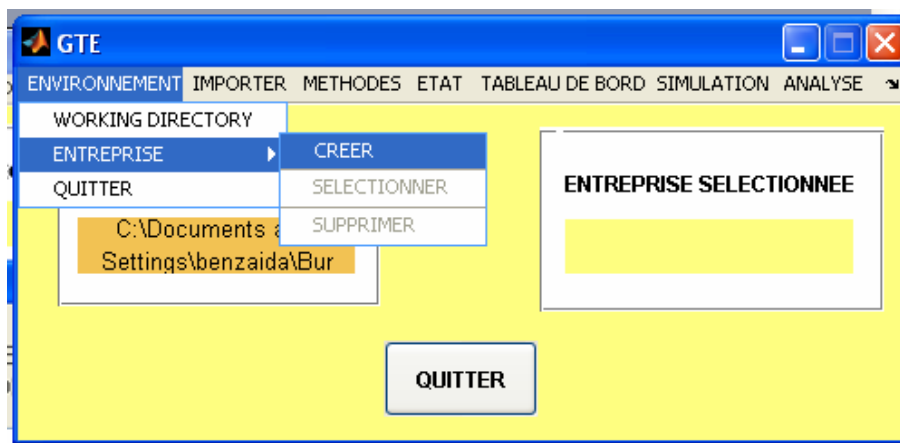 GTE
ENVIRONNEMENT IMPORTER METHODES ETAT TABLEAU DE BORD SIMULATION ANALYSE
WORKING DIRECTORY
ENTREPRISE CREER
QUITTER SELECTIONNER
SUPPRIMER
ENTREPRISE SELECTIONNEE
C:\Documents
Settings\benzaida\Bur
QUITTER